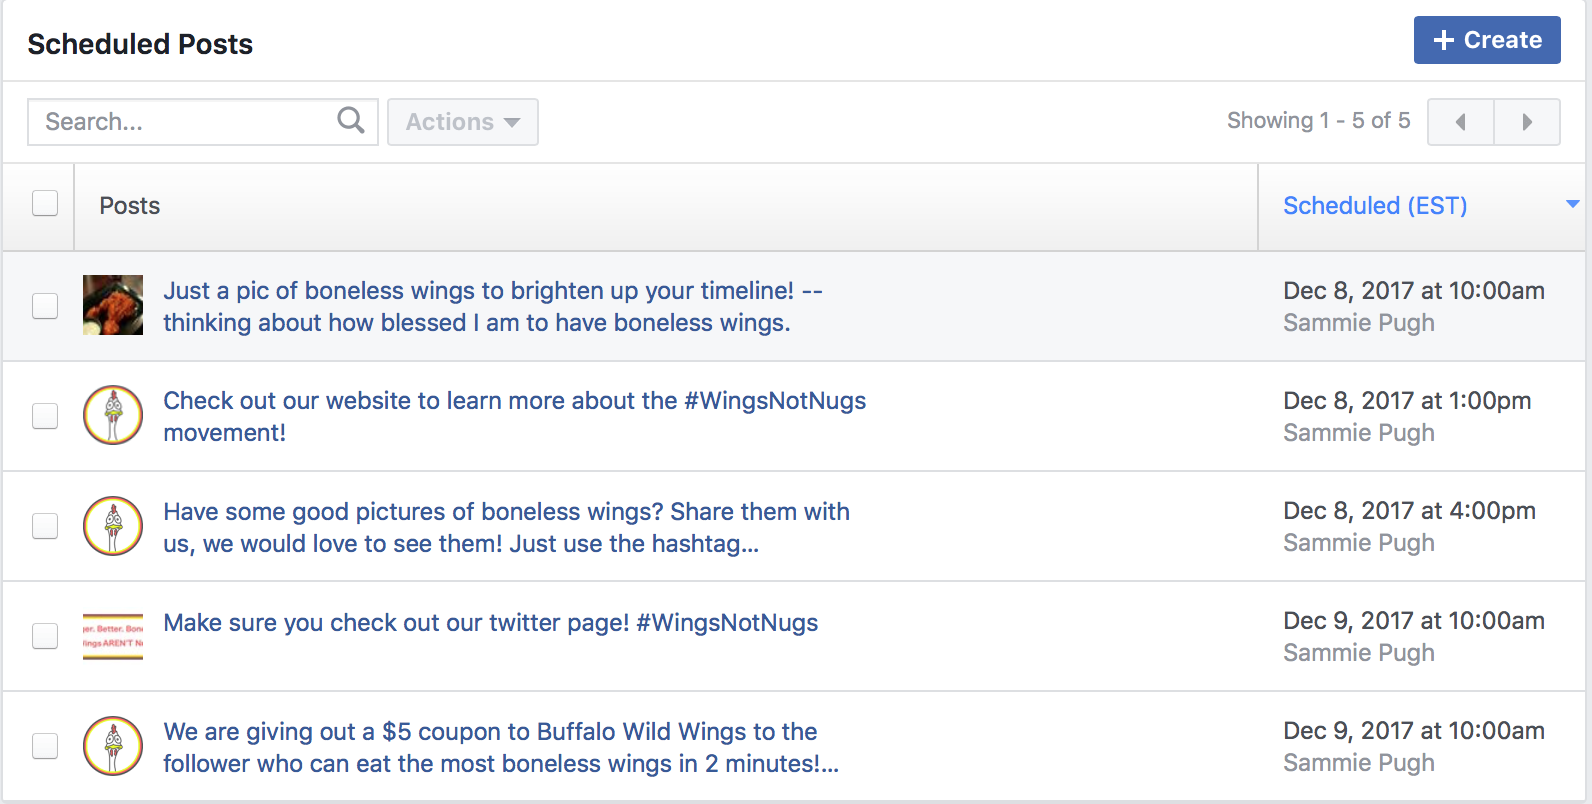 Scheduled Posts
+ Create
Search...
Actions
Showing 1 - 5 of 5
Posts
Scheduled (EST)
Just a pic of boneless wings to brighten up your timeline! --
thinking about how blessed I am to have boneless wings.
Dec 8, 2017 at 10:00am
Sammie Pugh
Check out our website to learn more about the #WingsNotNugs
movement!
Dec 8, 2017 at 1:00pm
Sammie Pugh
Have some good pictures of boneless wings? Share them with
us, we would love to see them! Just use the hashtag...
Dec 8, 2017 at 4:00pm
Sammie Pugh
ger. Better. Bon
ings AREN'T N
Make sure you check out our twitter page! #WingsNotNugs
Dec 9, 2017 at 10:00am
Sammie Pugh
We are giving out a $5 coupon to Buffalo Wild Wings to the
follower who can eat the most boneless wings in 2 minutes!...
Dec 9, 2017 at 10:00am
Sammie Pugh